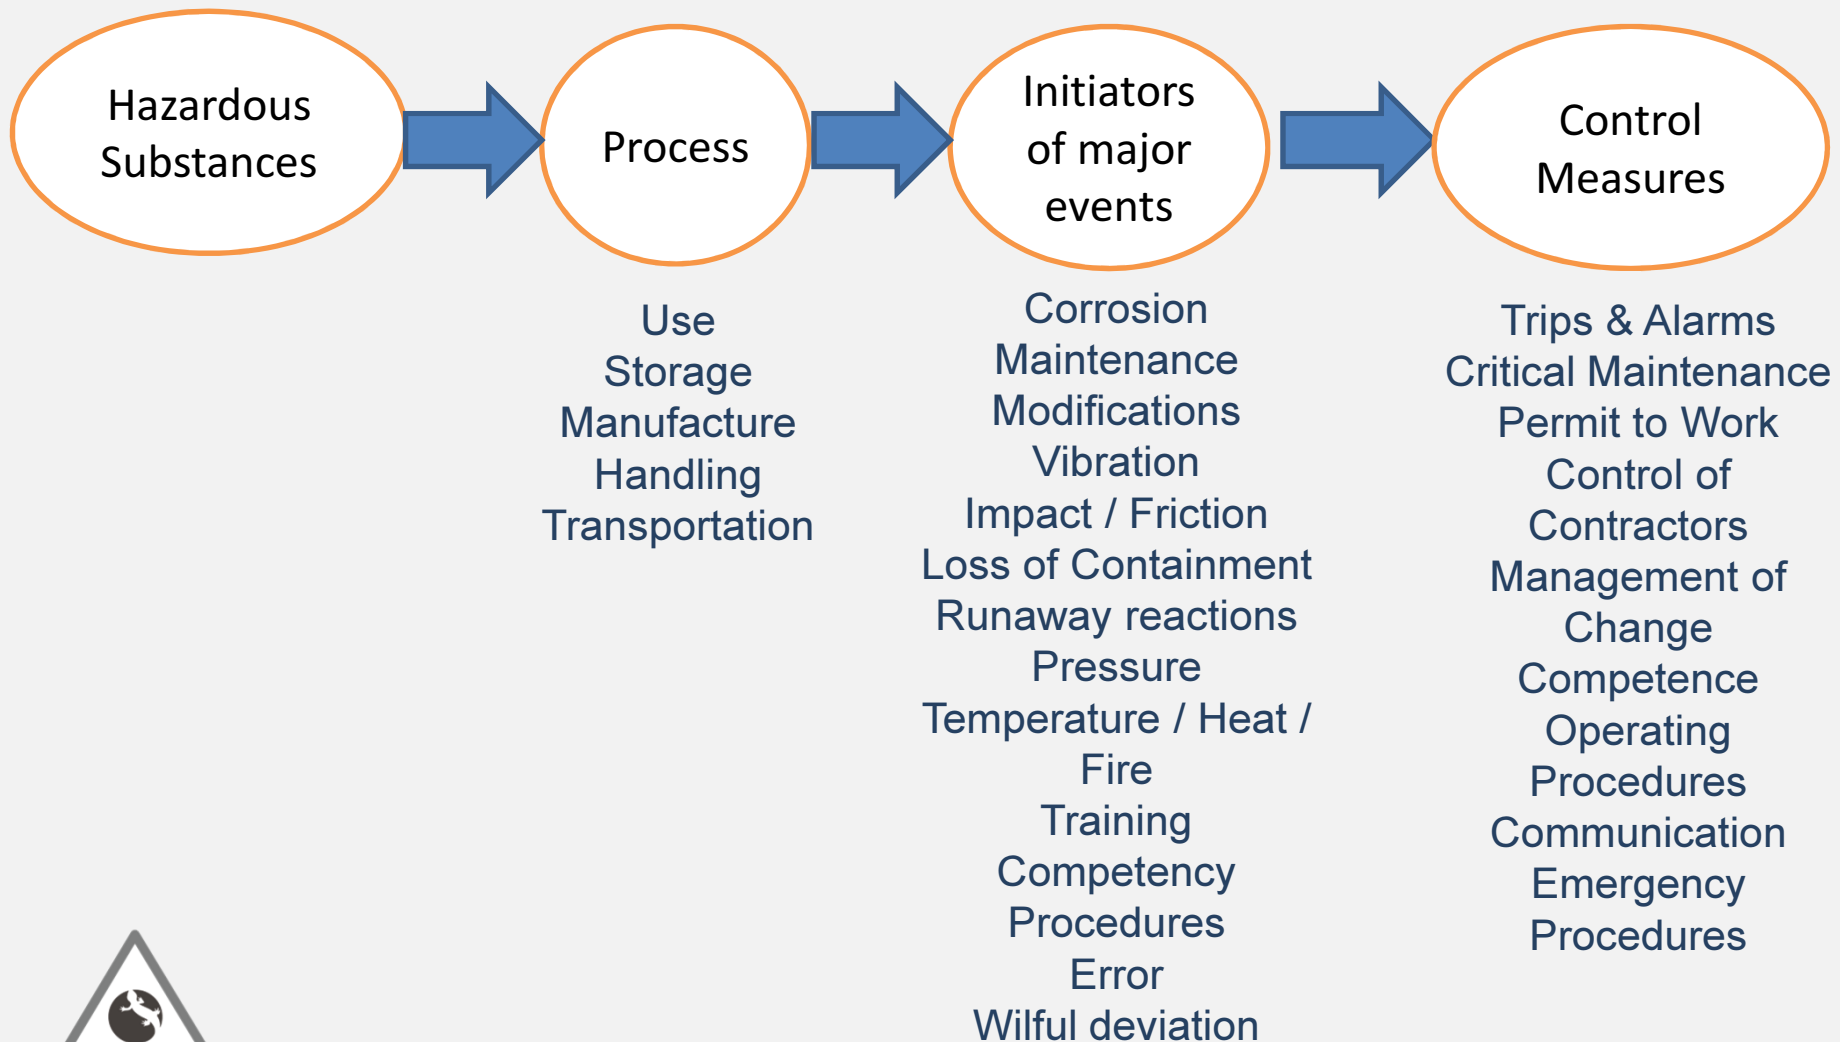 Hazardous
Substances
Process
Initiators
of major
events
Control
Measures
Use
Storage
Manufacture
Handling
Transportation
Corrosion
Maintenance
Modifications
Vibration
Impact / Friction
Loss of Containment
Runaway reactions
Pressure
Temperature / Heat /
Fire
Training
Competency
Procedures
Error
Wilful deviation
Trips & Alarms
Critical Maintenance
Permit to Work
Control of
Contractors
Management of
Change
Competence
Operating
Procedures
Communication
Emergency
Procedures